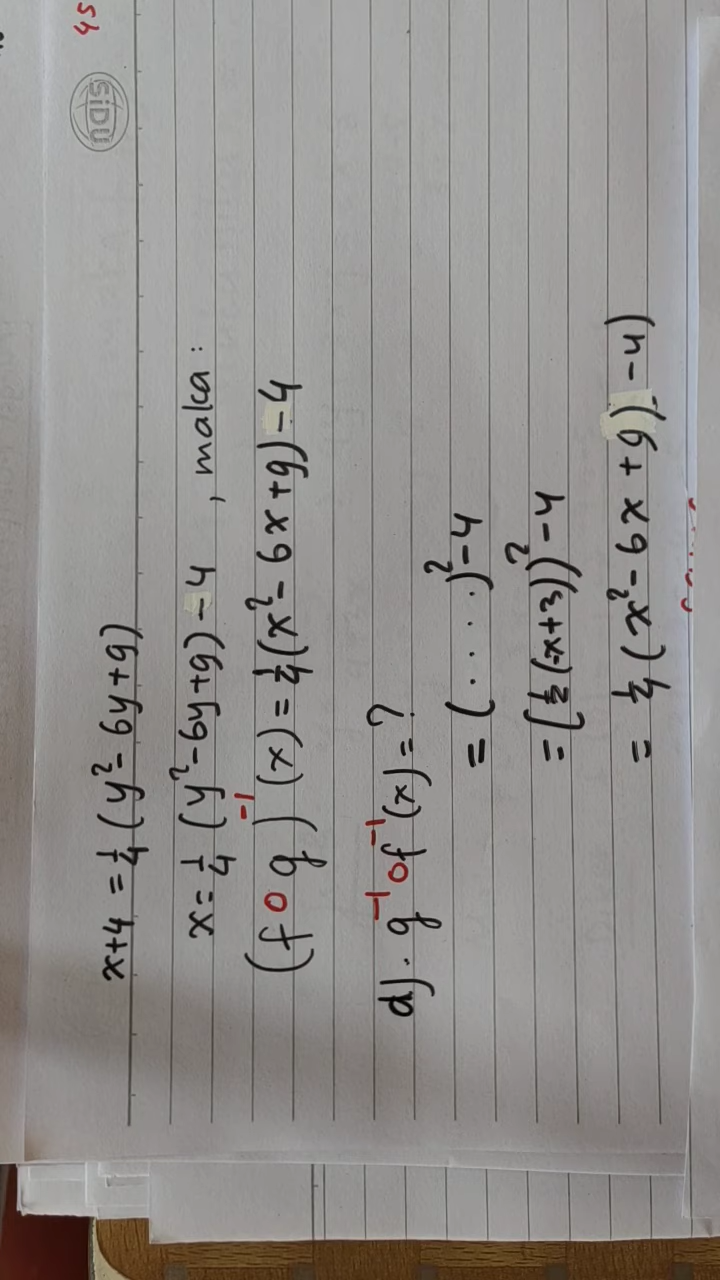 45
SiDU
x+4 = 1/4 (y² - 6y + 9)
x = 1/4 (y² - 6y + 9) - 4 , maka :
(f o g)⁻¹ (x) = 1/4 (x² - 6x + 9) - 4
d). g⁻¹ o f⁻¹ (x) = ?
= (. . . . .)² - 4
= (1/2 (-x + 3))² - 4
= 1/4 (x² - 6x + 9) - 4)